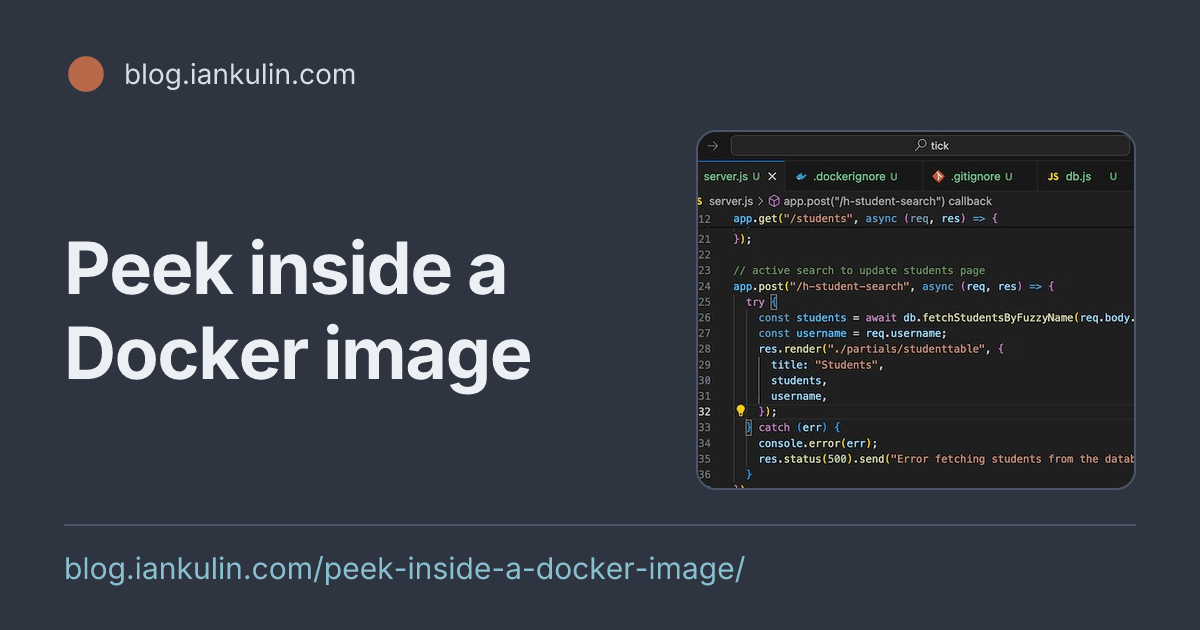 blog.iankulin.com
Peek inside a
Docker image
tick
server.js U
.dockerignore U
.gitignore U
JS db.js U
server.js > app.post("/h-student-search") callback
12 app.get("/students", async (req, res) => {
21 });
22
23 // active search to update students page
24 app.post("/h-student-search", async (req, res) => {
25 try {
26 const students = await db.fetchStudentsByFuzzyName(req.body.
27 const username = req.username;
28 res.render("./partials/studenttable", {
29 title: "Students",
30 students,
31 username,
32 });
33 } catch (err) {
34 console.error(err);
35 res.status(500).send("Error fetching students from the datab
36 }
blog.iankulin.com/peek-inside-a-docker-image/